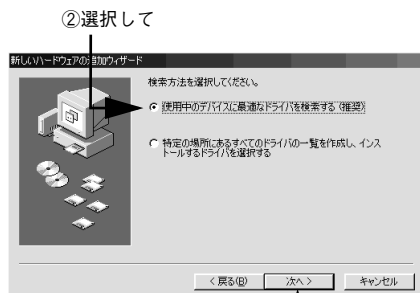 ②選択して
新しいハードウェアの追加ウィザード
検索方法を選択してください。
使用中のデバイスに最適なドライバを検索する (推奨)
特定の場所にあるすべてのドライバの一覧を作成し、インス
トールするドライバを選択する
< 戻る(B)
次へ >
キャンセル